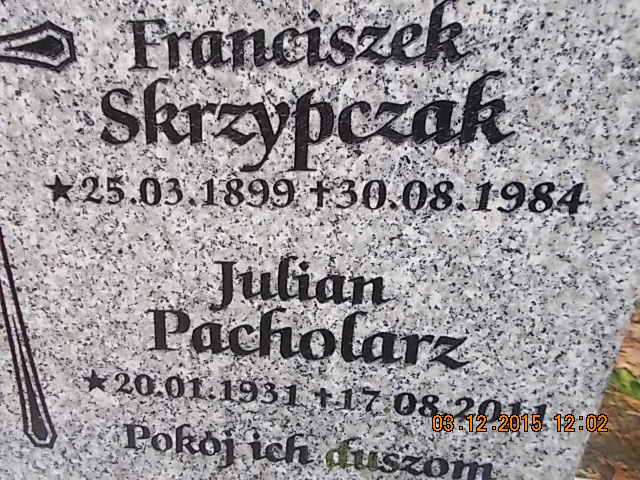 Franciszek
Skrzypczak
★25.03.1899 †30.08.1984
Julian
Pacholarz
★20.01.1931 †17 08
03.12.2015 12:02
Pokój ich duszom